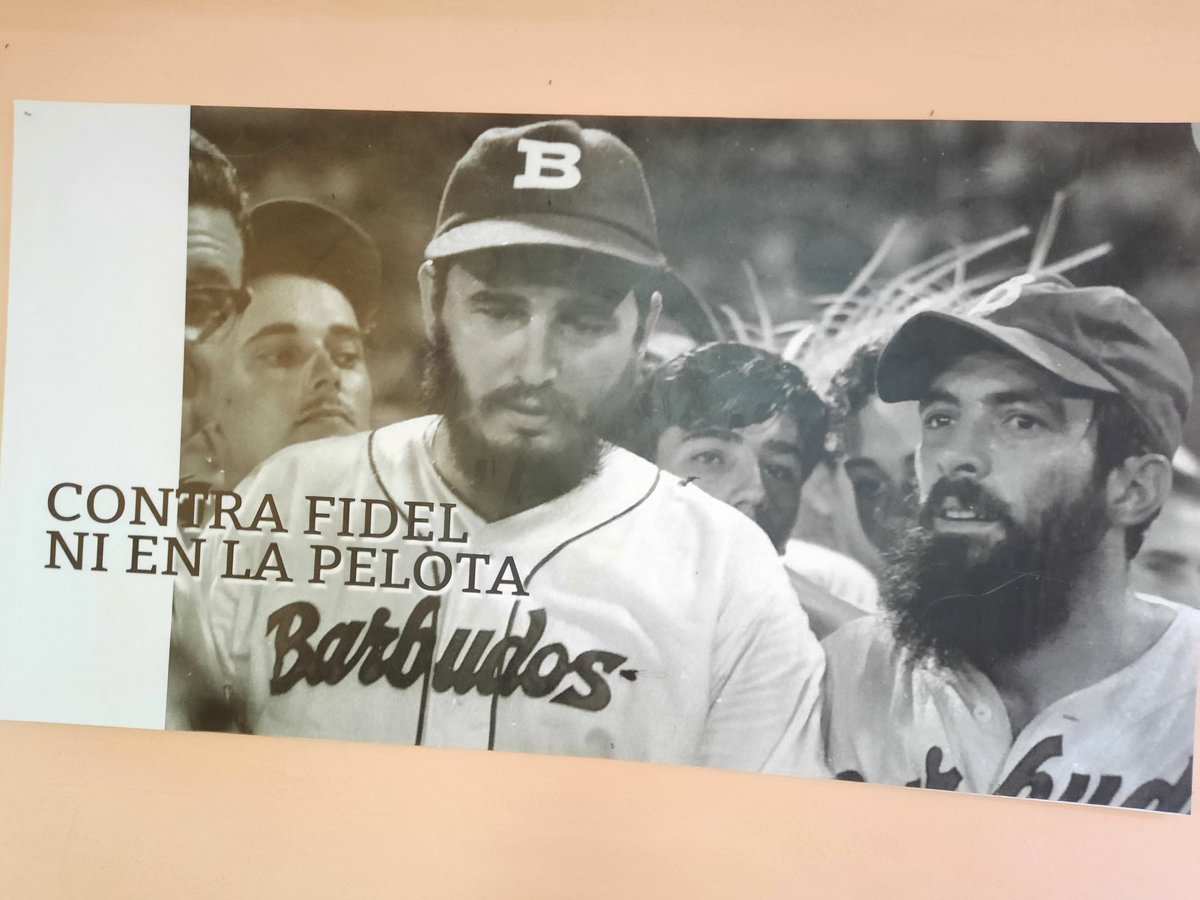 B
CONTRA FIDEL
NI EN LA PELOTA
Barbudos